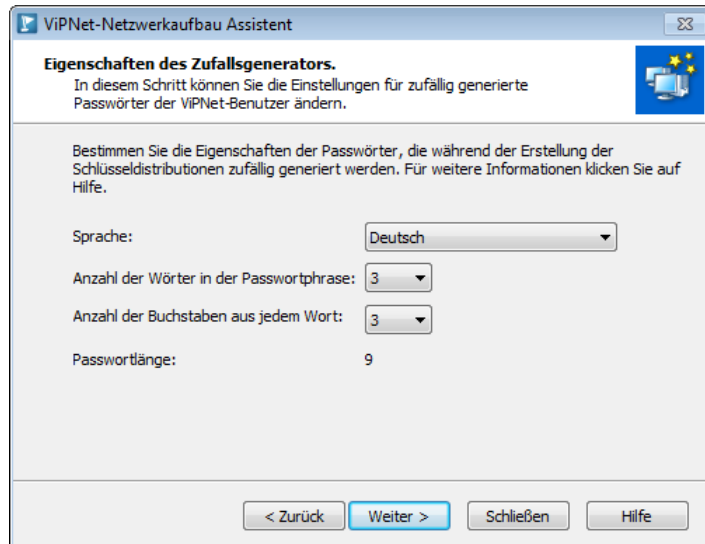 ViPNet-Netzwerkaufbau Assistent
Eigenschaften des Zufallsgenerators.
In diesem Schritt können Sie die Einstellungen für zufällig generierte
Passwörter der ViPNet-Benutzer ändern.
Bestimmen Sie die Eigenschaften der Passwörter, die während der Erstellung der
Schlüsseldistributionen zufällig generiert werden. Für weitere Informationen klicken Sie auf
Hilfe.
Sprache: Deutsch
Anzahl der Wörter in der Passwortphrase: 3
Anzahl der Buchstaben aus jedem Wort: 3
Passwortlänge: 9
< Zurück Weiter > Schließen Hilfe